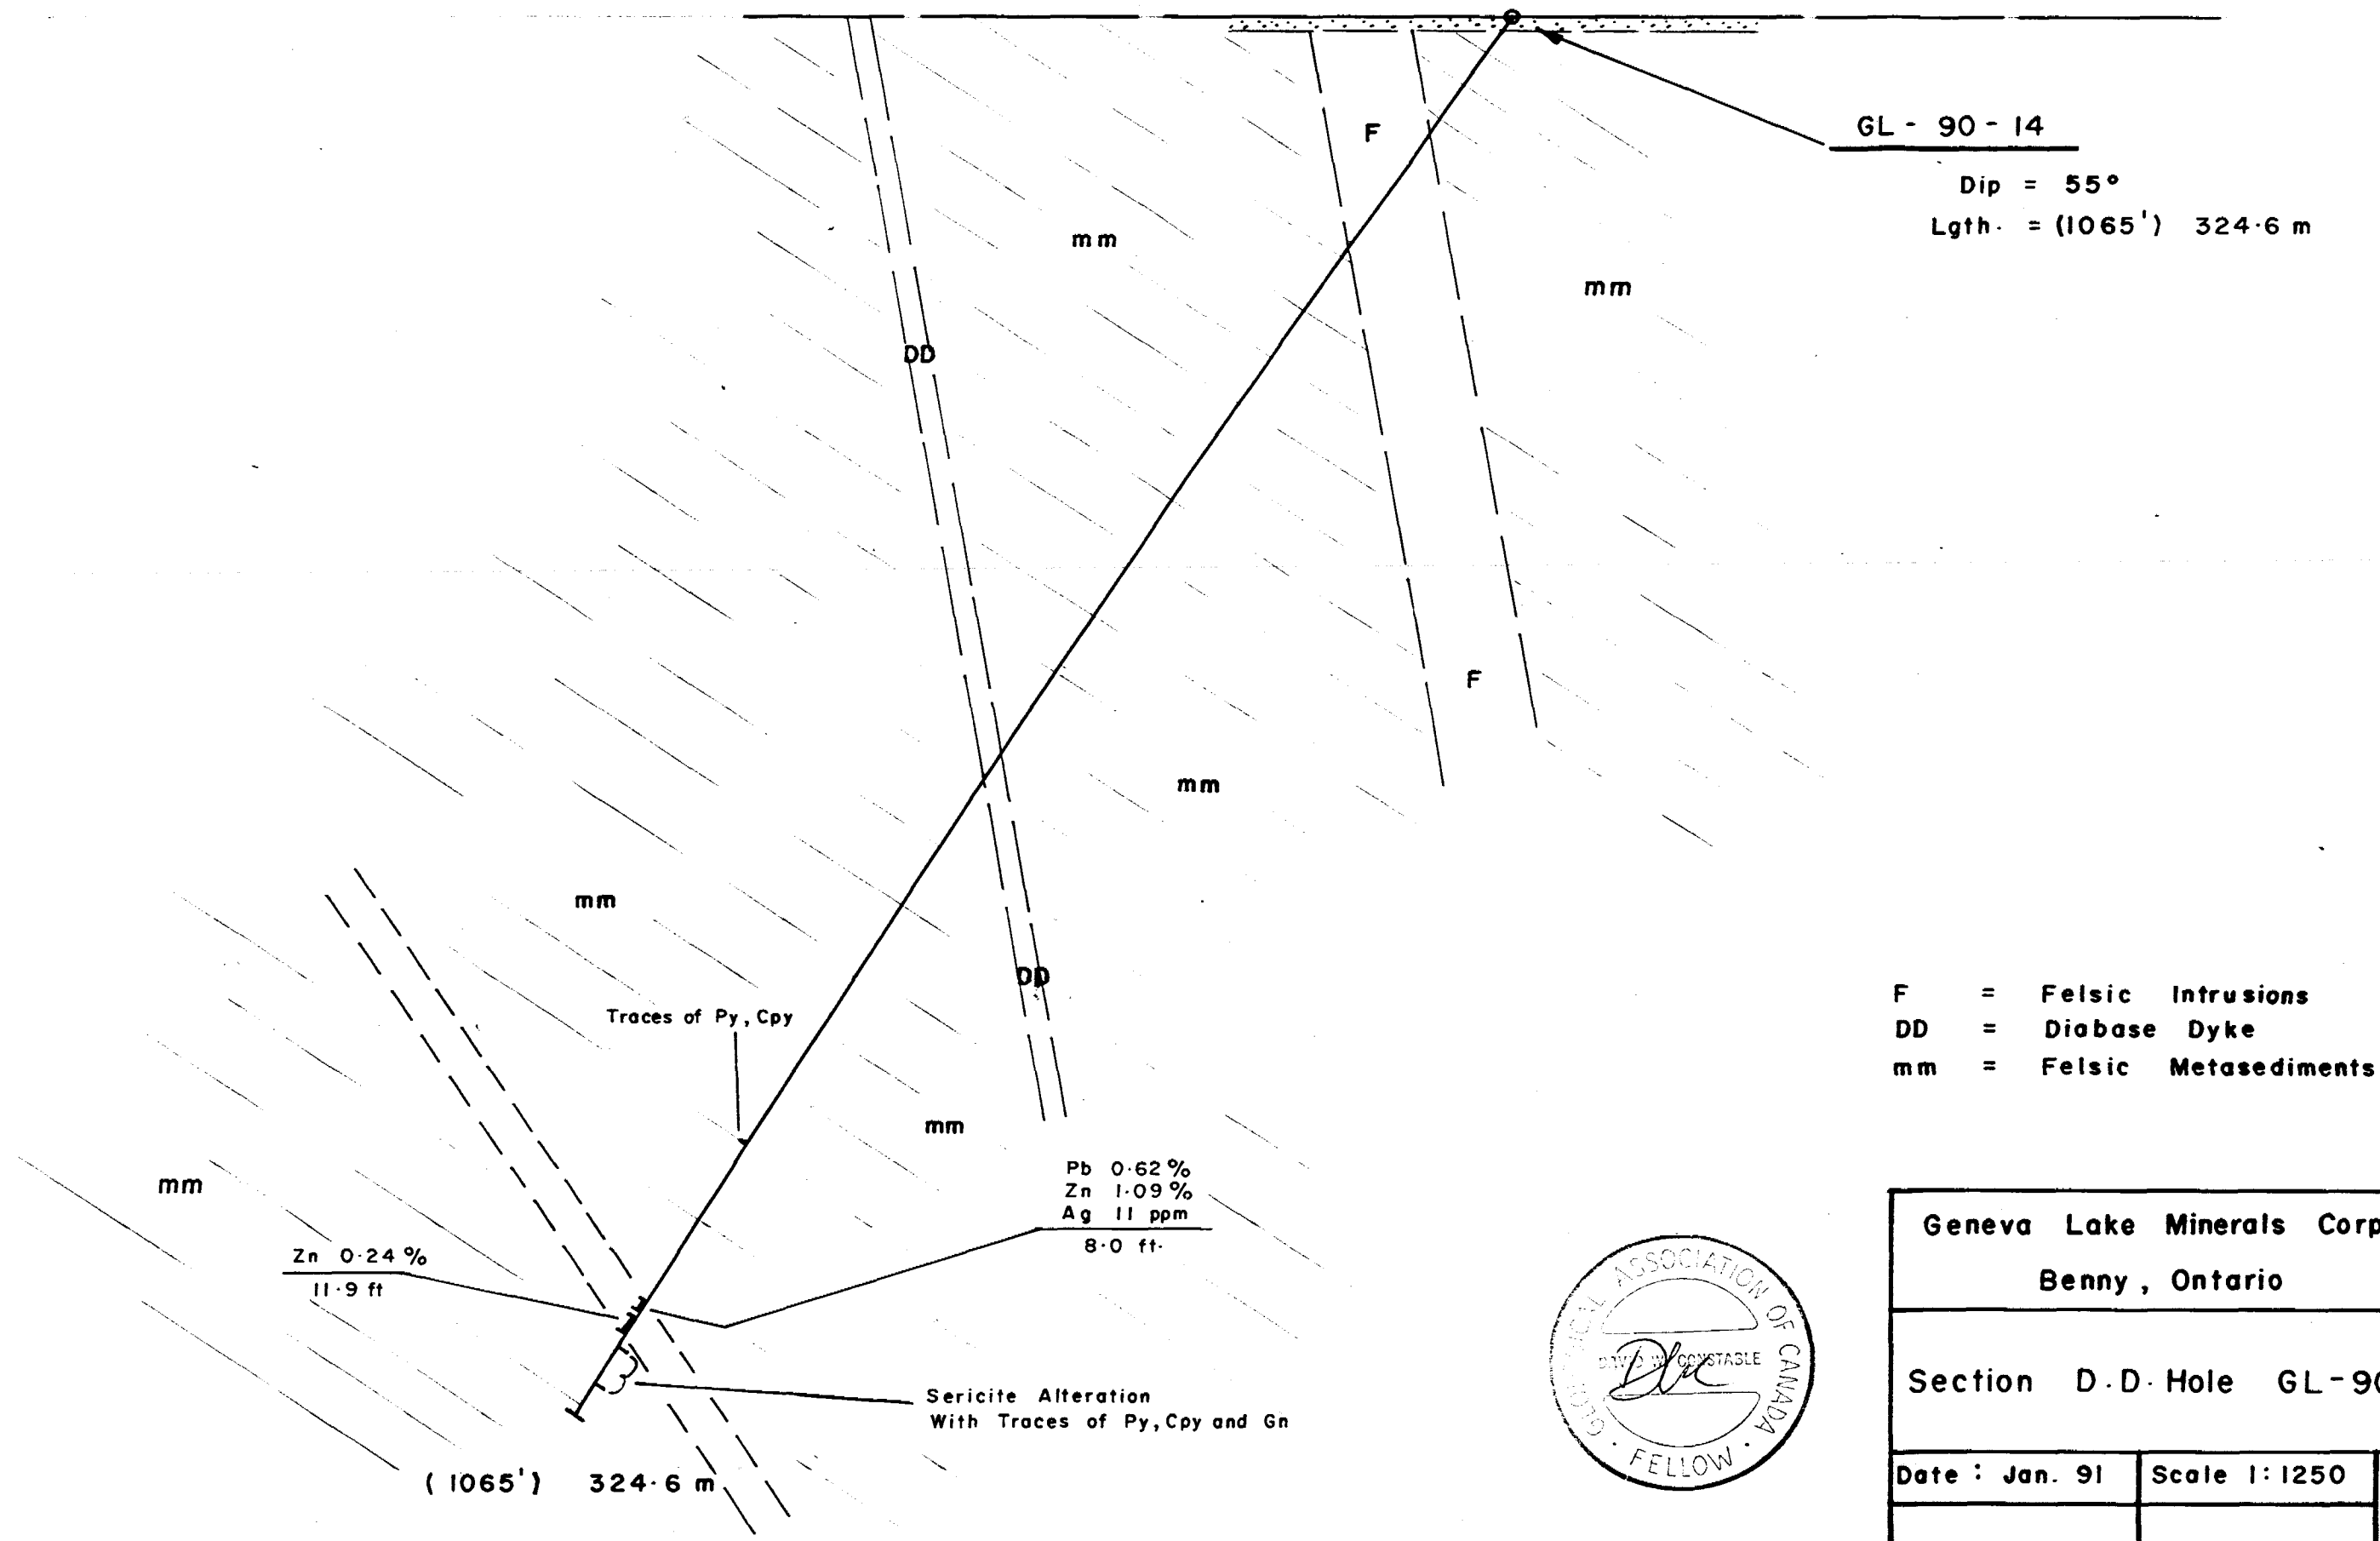 GL - 90 - 14
Dip = 55°
Lgth. = (1065') 324.6 m
F
mm
mm
DD
F
mm
mm
DD
Traces of Py, Cpy
mm
mm
Pb 0.62 %
Zn 1.09 %
Ag 11 ppm
8.0 ft.
Zn 0.24 %
11.9 ft
Sericite Alteration
With Traces of Py, Cpy and Gn
(1065') 324.6 m
F = Felsic Intrusions
DD = Diabase Dyke
mm = Felsic Metasediments
ASSOCIATION OF CANADA
CONSTABLE
FELLOW
Geneva Lake Minerals Corp
Benny, Ontario
Section D.D. Hole GL-90
Date : Jan. 91
Scale 1:1250